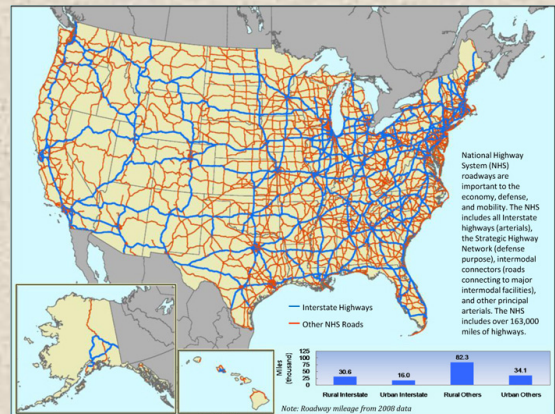 National Highway
System (NHS)
roadways are
important to the
economy, defense,
and mobility. The NHS
includes all Interstate
highways (arterials),
the Strategic Highway
Network (defense
purpose), intermodal
connectors (roads
connecting to major
intermodal facilities),
and other principal
arterials. The NHS
includes over 163,000
miles of highways.
Interstate Highways
Other NHS Roads
Miles
(thousand)
125
100
75
50
25
0
30.6
16.0
82.3
34.1
Rural Interstate
Urban Interstate
Rural Others
Urban Others
Note: Roadway mileage from 2008 data